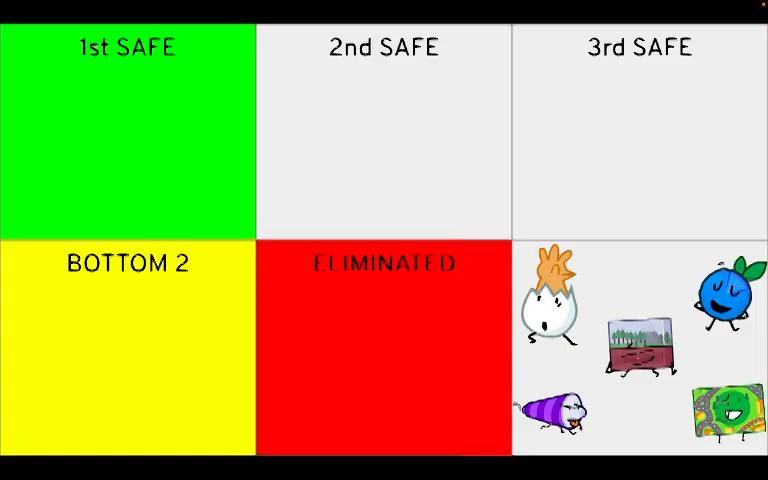 1st SAFE
2nd SAFE
3rd SAFE
BOTTOM 2
ELIMINATED